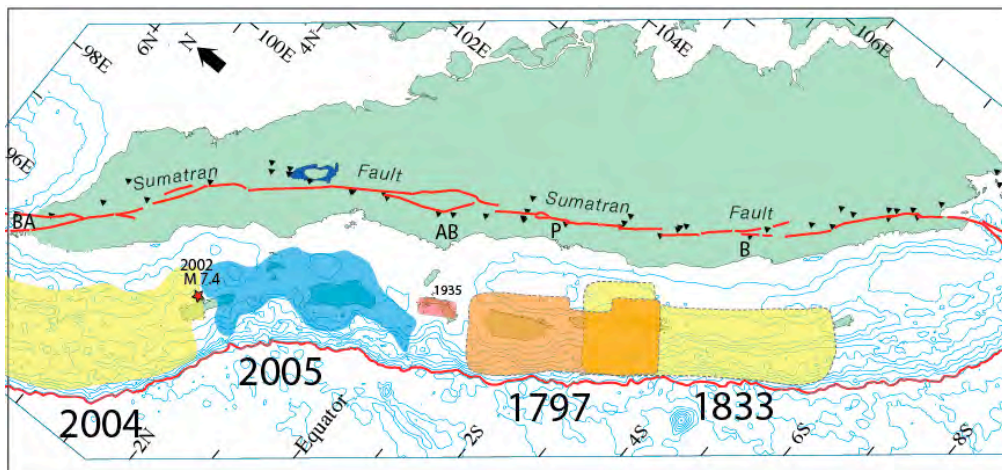 98E
6N
N
100E
4N
102E
104E
106E
96E
Sumatran
Fault
Sumatran
Fault
BA
AB
P
B
2002
M 7.4
1935
2004
2005
1797
1833
2N
Equator
2S
4S
6S
8S